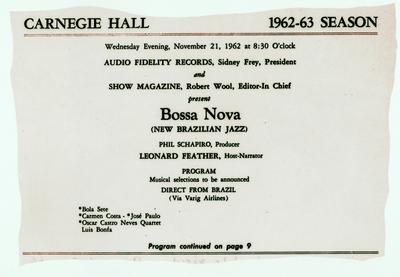 CARNEGIE HALL 1962-63 SEASON
Wednesday Evening, November 21, 1962 at 8:30 O'clock
AUDIO FIDELITY RECORDS, Sidney Frey, President
and
SHOW MAGAZINE, Robert Wool, Editor-In Chief
present
Bossa Nova
(NEW BRAZILIAN JAZZ)
PHIL SCHAPIRO, Producer
LEONARD FEATHER, Host-Narrator
PROGRAM
Musical selections to be announced
DIRECT FROM BRAZIL
(Via Varig Airlines)
*Bola Sete
*Carmen Costa - *José Paulo
*Oscar Castro Neves Quartet
Luis Bonfa
Program continued on page 9